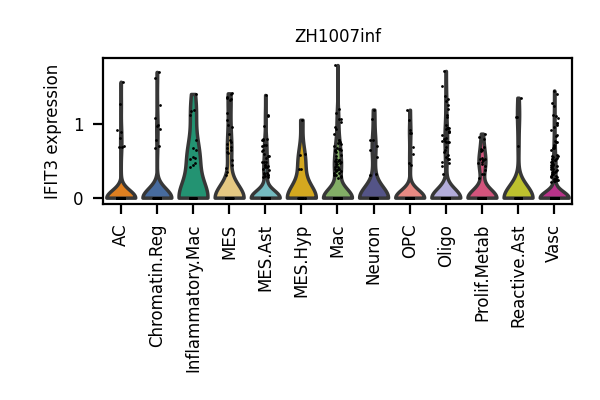 ZH1007inf
IFIT3 expression
1
0
AC
Chromatin.Reg
Inflammatory.Mac
MES
MES.Ast
MES.Hyp
Mac
Neuron
OPC
Oligo
Prolif.Metab
Reactive.Ast
Vasc